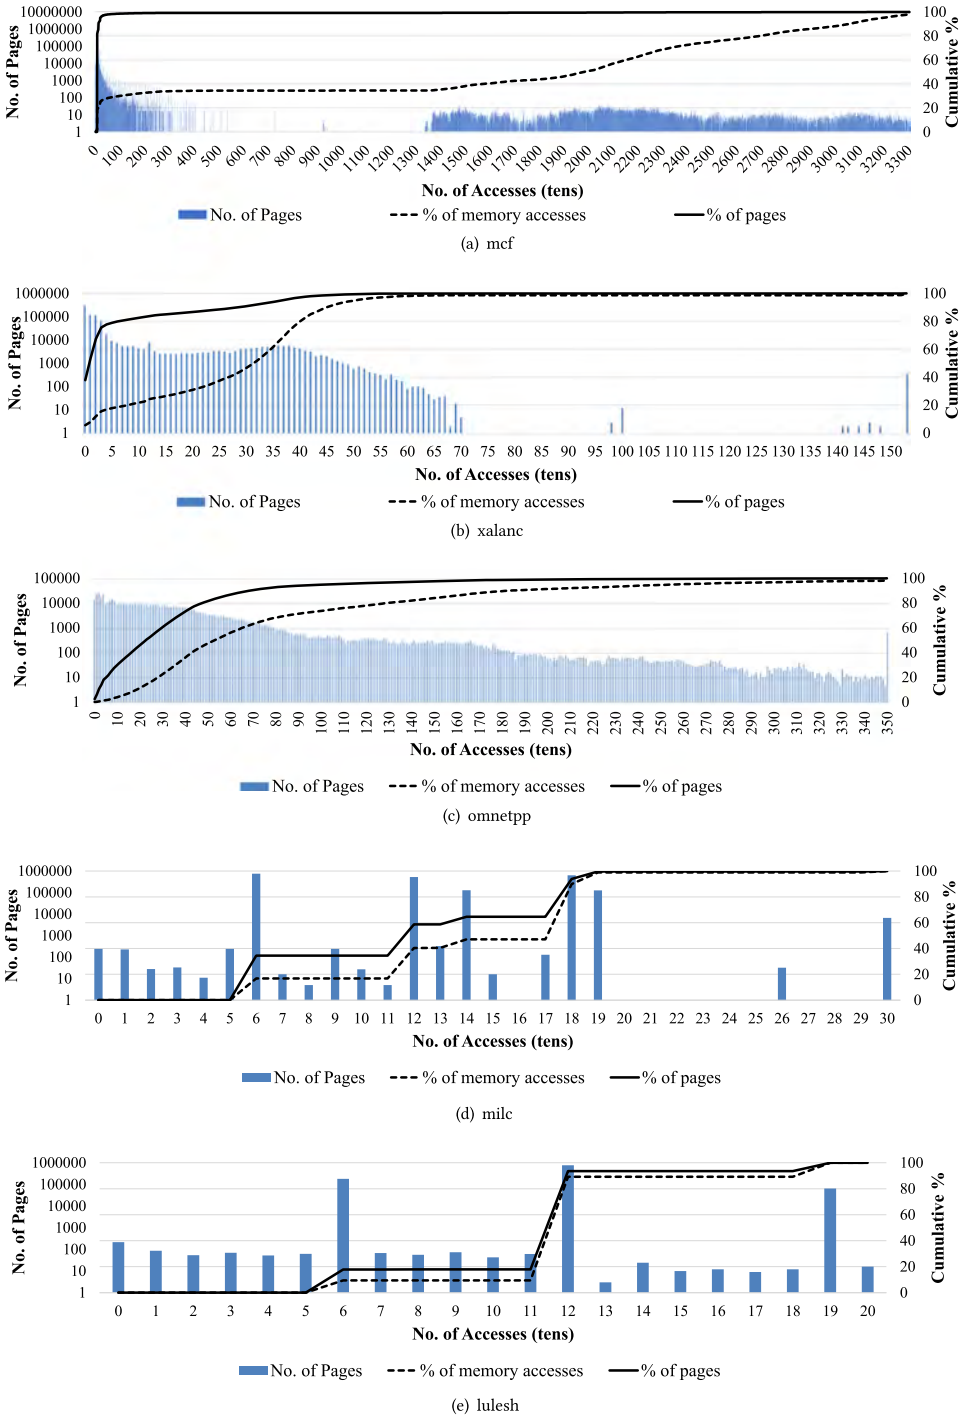 No. of Pages
10000000
1000000
100000
10000
1000
100
10
1
100
80
60
40
20
0
Cumulative %
0 100 200 300 400 500 600 700 800 900 1000 1100 1200 1300 1400 1500 1600 1700 1800 1900 2000 2100 2200 2300 2400 2500 2600 2700 2800 2900 3000 3100 3200 3300
No. of Accesses (tens)
No. of Pages % of memory accesses % of pages
(a) mcf
No. of Pages
1000000
100000
10000
1000
100
10
1
100
80
60
40
20
0
Cumulative %
0 5 10 15 20 25 30 35 40 45 50 55 60 65 70 75 80 85 90 95 100 105 110 115 120 125 130 135 140 145 150
No. of Accesses (tens)
No. of Pages % of memory accesses % of pages
(b) xalanc
No. of Pages
100000
10000
1000
100
10
1
100
80
60
40
20
0
Cumulative %
0 10 20 30 40 50 60 70 80 90 100 110 120 130 140 150 160 170 180 190 200 210 220 230 240 250 260 270 280 290 300 310 320 330 340 350
No. of Accesses (tens)
No. of Pages % of memory accesses % of pages
(c) omnetpp
No. of Pages
1000000
100000
10000
1000
100
10
1
100
80
60
40
20
0
Cumulative %
0 1 2 3 4 5 6 7 8 9 10 11 12 13 14 15 16 17 18 19 20 21 22 23 24 25 26 27 28 29 30
No. of Accesses (tens)
No. of Pages % of memory accesses % of pages
(d) milc
No. of Pages
1000000
100000
10000
1000
100
10
1
100
80
60
40
20
0
Cumulative %
0 1 2 3 4 5 6 7 8 9 10 11 12 13 14 15 16 17 18 19 20
No. of Accesses (tens)
No. of Pages % of memory accesses % of pages
(e) lulesh